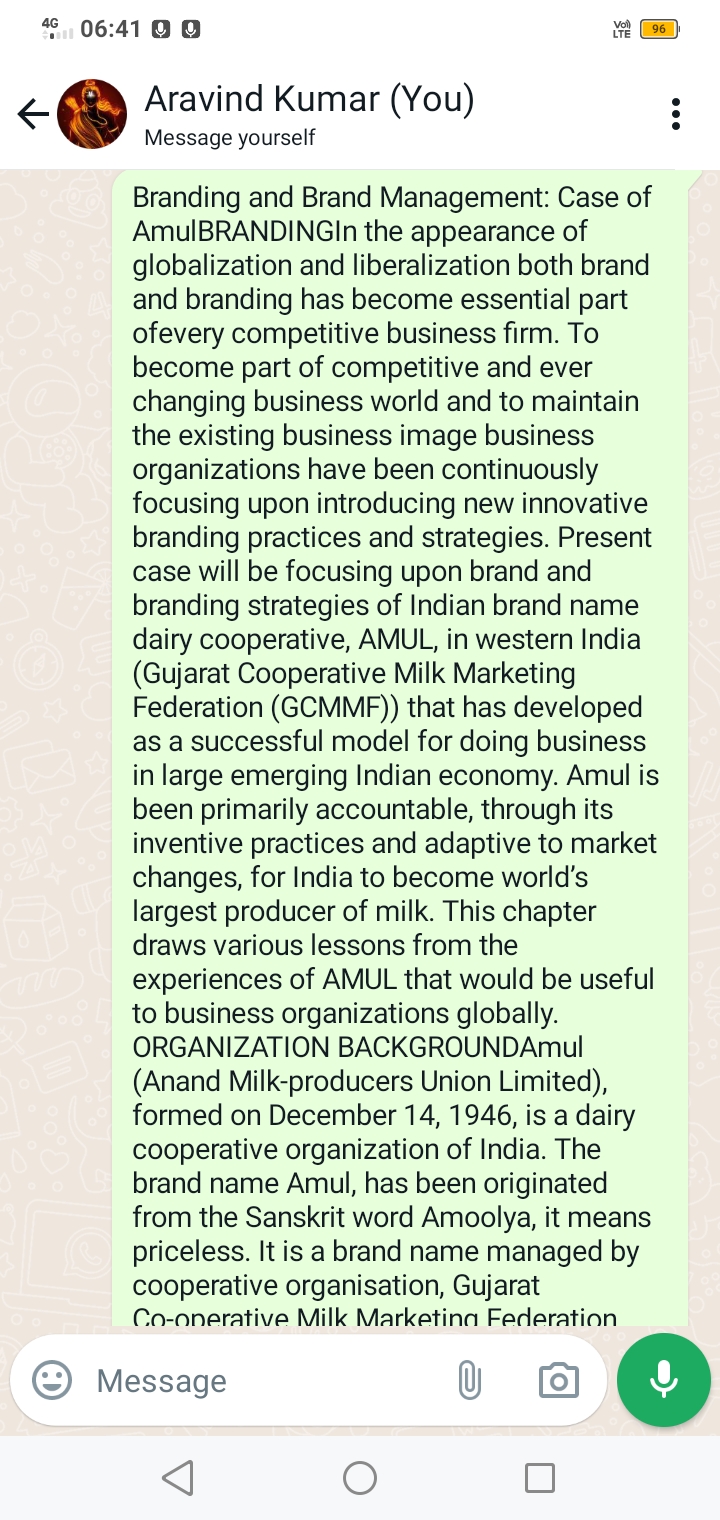 4G 06:41 Vo) LTE 96
Aravind Kumar (You)
Message yourself
Branding and Brand Management: Case of
AmulBRANDINGIn the appearance of
globalization and liberalization both brand
and branding has become essential part
ofevery competitive business firm. To
become part of competitive and ever
changing business world and to maintain
the existing business image business
organizations have been continuously
focusing upon introducing new innovative
branding practices and strategies. Present
case will be focusing upon brand and
branding strategies of Indian brand name
dairy cooperative, AMUL, in western India
(Gujarat Cooperative Milk Marketing
Federation (GCMMF)) that has developed
as a successful model for doing business
in large emerging Indian economy. Amul is
been primarily accountable, through its
inventive practices and adaptive to market
changes, for India to become world’s
largest producer of milk. This chapter
draws various lessons from the
experiences of AMUL that would be useful
to business organizations globally.
ORGANIZATION BACKGROUNDAmul
(Anand Milk-producers Union Limited),
formed on December 14, 1946, is a dairy
cooperative organization of India. The
brand name Amul, has been originated
from the Sanskrit word Amoolya, it means
priceless. It is a brand name managed by
cooperative organisation, Gujarat
Co-operative Milk Marketing Federation
Message